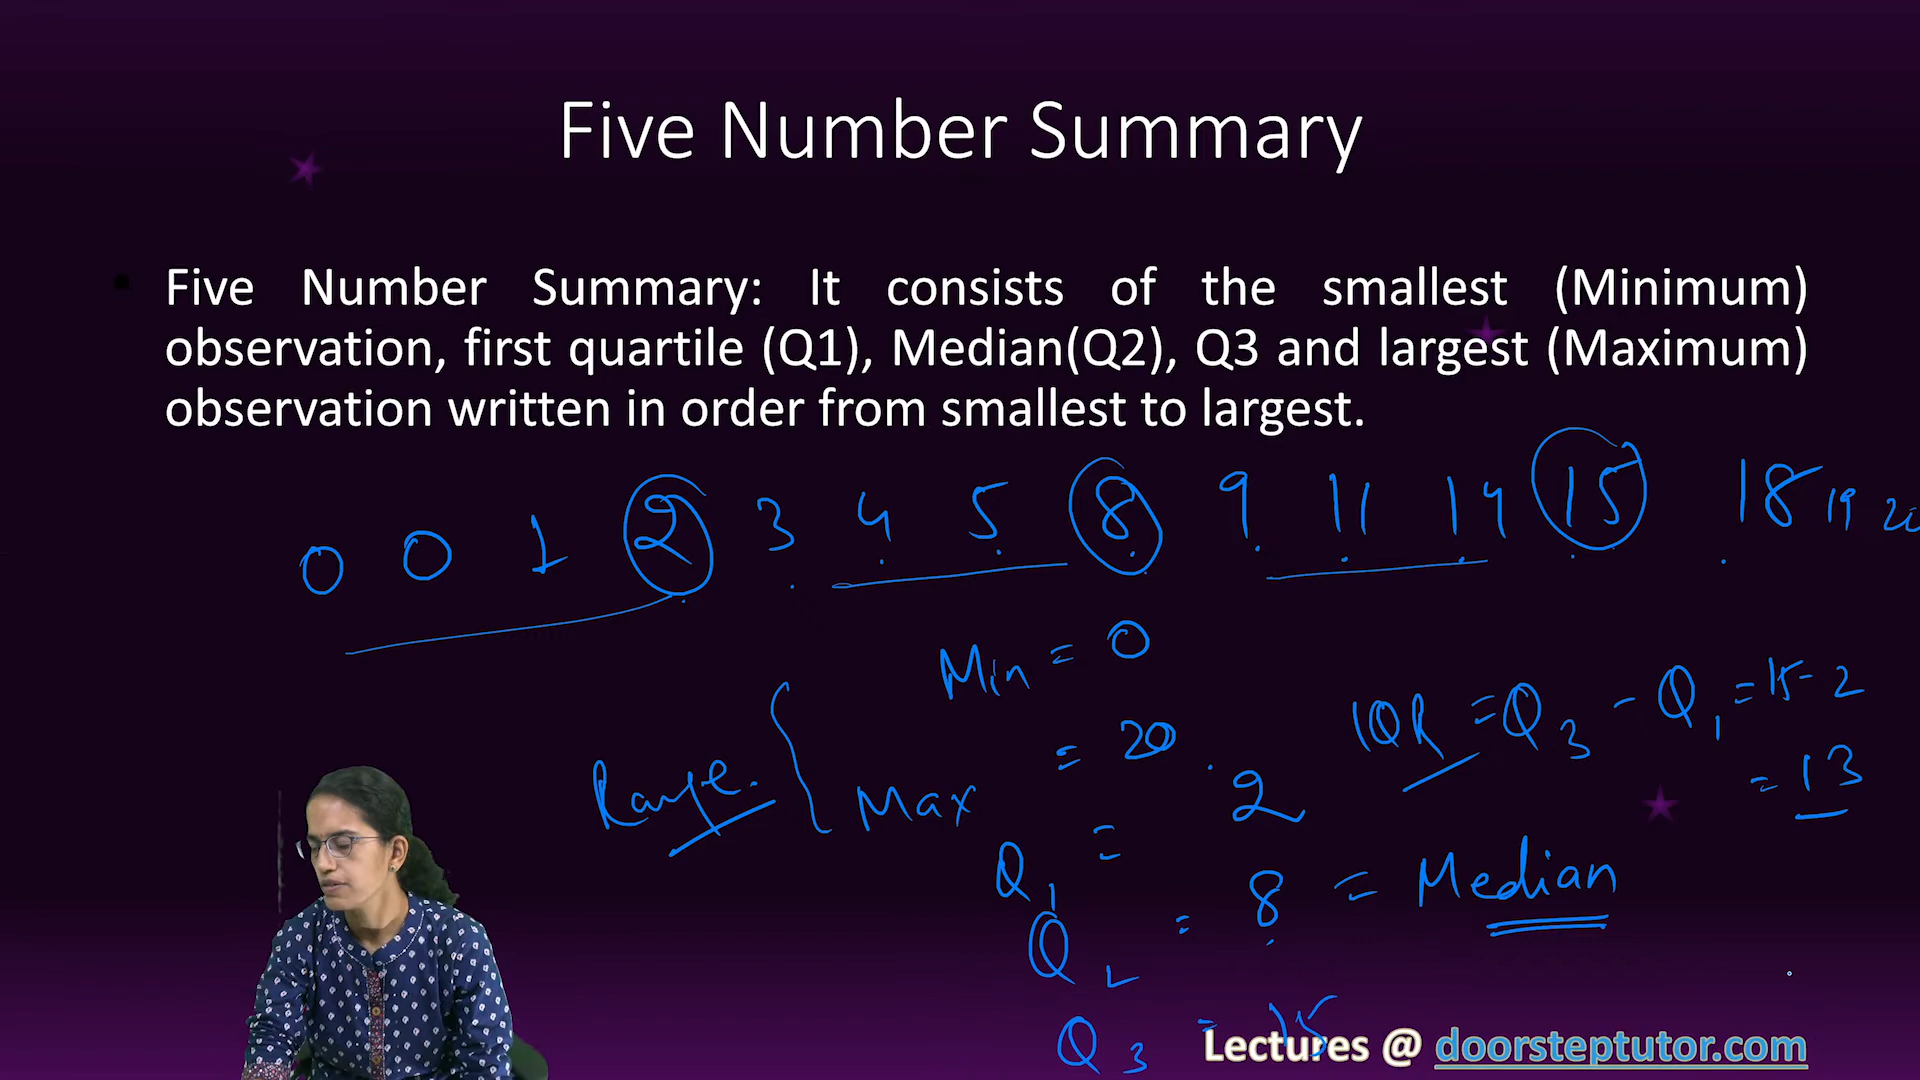 Five Number Summary
Five Number Summary: It consists of the smallest (Minimum)
observation, first quartile (Q1), Median(Q2), Q3 and largest (Maximum)
observation written in order from smallest to largest.
0 0 1 2 3 4 5 8 9 11 14 15 18 19 20
Min = 0
Range. Max = 20
IQR = Q3 - Q1 = 15-2
= 13
Q1 = 2
Q2 = 8 = Median
Q3 = 15
Lectures @ doorsteptutor.com